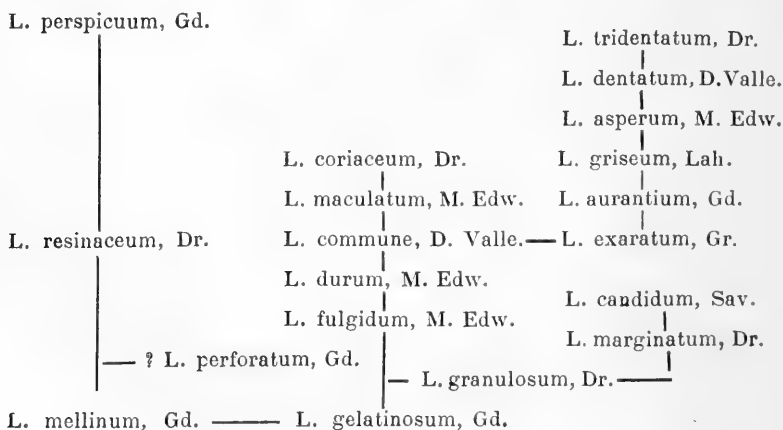 L. perspicuum, Gd.
L. tridentatum, Dr.
L. dentatum, D. Valle.
L. asperum, M. Edw.
L. coriaceum, Dr.
L. griseum, Lah.
L. maculatum, M. Edw.
L. aurantium, Gd.
L. resinaceum, Dr.
L. commune, D. Valle.
L. exaratum, Gr.
L. durum, M. Edw.
L. candidum, Sav.
L. fulgidum, M. Edw.
L. marginatum, Dr.
? L. perforatum, Gd.
L. granulosum, Dr.
L. mellinum, Gd.
L. gelatinosum, Gd.